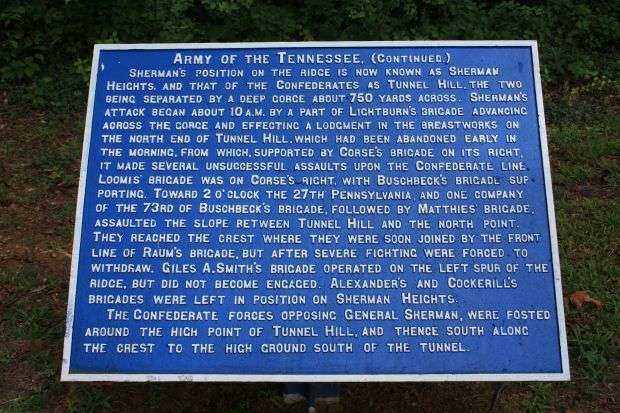 ARMY OF THE TENNESSEE, (CONTINUED.)
SHERMAN'S POSITION ON THE RIDGE IS NOW KNOWN AS SHERMAN
HEIGHTS, AND THAT OF THE CONFEDERATES AS TUNNEL HILL, THE TWO
BEING SEPARATED BY A DEEP GORGE ABOUT 750 YARDS ACROSS. SHERMAN'S
ATTACK BEGAN ABOUT 10 A.M. BY A PART OF LIGHTBURN'S BRIGADE ADVANCING
ACROSS THE GORGE AND EFFECTING A LODGMENT IN THE BREASTWORKS ON
THE NORTH END OF TUNNEL HILL, WHICH HAD BEEN ABANDONED EARLY IN
THE MORNING, FROM WHICH, SUPPORTED BY CORSE'S BRIGADE ON ITS RIGHT,
IT MADE SEVERAL UNSUCCESSFUL ASSAULTS UPON THE CONFEDERATE LINE.
LOOMIS' BRIGADE WAS ON CORSE'S RIGHT, WITH BUSCHBECK'S BRIGADE SUP-
PORTING. TOWARD 2 O'CLOCK THE 27TH PENNSYLVANIA, AND ONE COMPANY
OF THE 73RD OF BUSCHBECK'S BRIGADE, FOLLOWED BY MATTHIES' BRIGADE,
ASSAULTED THE SLOPE BETWEEN TUNNEL HILL AND THE NORTH POINT.
THEY REACHED THE CREST WHERE THEY WERE SOON JOINED BY THE FRONT
LINE OF RAUM'S BRIGADE, BUT AFTER SEVERE FIGHTING WERE FORCED TO
WITHDRAW. GILES A. SMITH'S BRIGADE OPERATED ON THE LEFT SPUR OF THE
RIDGE, BUT DID NOT BECOME ENGAGED. ALEXANDER'S AND COCKERILL'S
BRIGADES WERE LEFT IN POSITION ON SHERMAN HEIGHTS.
THE CONFEDERATE FORCES OPPOSING GENERAL SHERMAN, WERE POSTED
AROUND THE HIGH POINT OF TUNNEL HILL, AND THENCE SOUTH ALONG
THE CREST TO THE HIGH GROUND SOUTH OF THE TUNNEL.